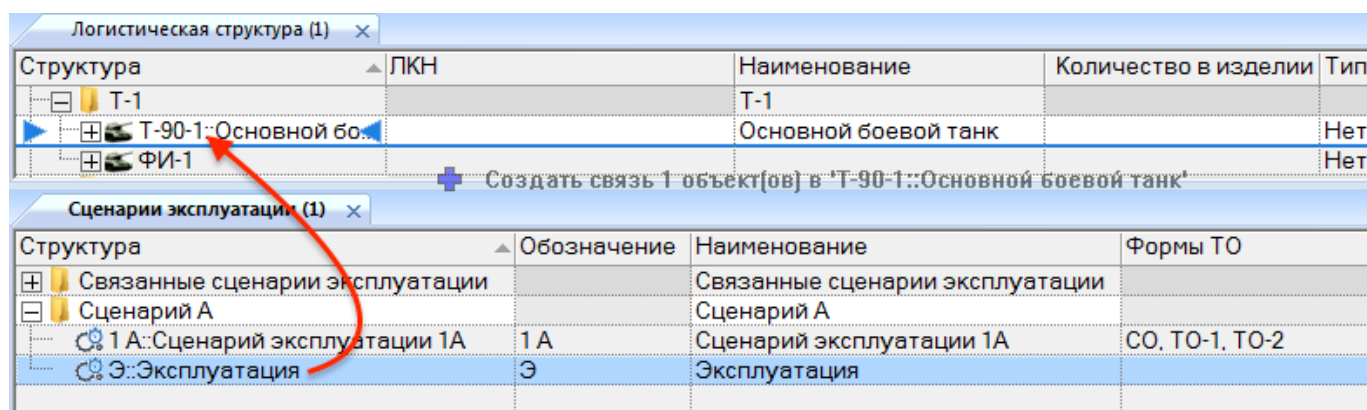 Логистическая структура (1)
Структура ЛКН Наименование Количество в изделии Тип
Т-1 Т-1
Т-90-1::Основной бо... Основной боевой танк Нет
ФИ-1 Нет
Создать связь 1 объект(ов) в 'Т-90-1::Основной боевой танк'
Сценарии эксплуатации (1)
Структура Обозначение Наименование Формы ТО
Связанные сценарии эксплуатации Связанные сценарии эксплуатации
Сценарий А Сценарий А
1 А::Сценарий эксплуатации 1А 1 А Сценарий эксплуатации 1А СО, ТО-1, ТО-2
Э::Эксплуатация Э Эксплуатация